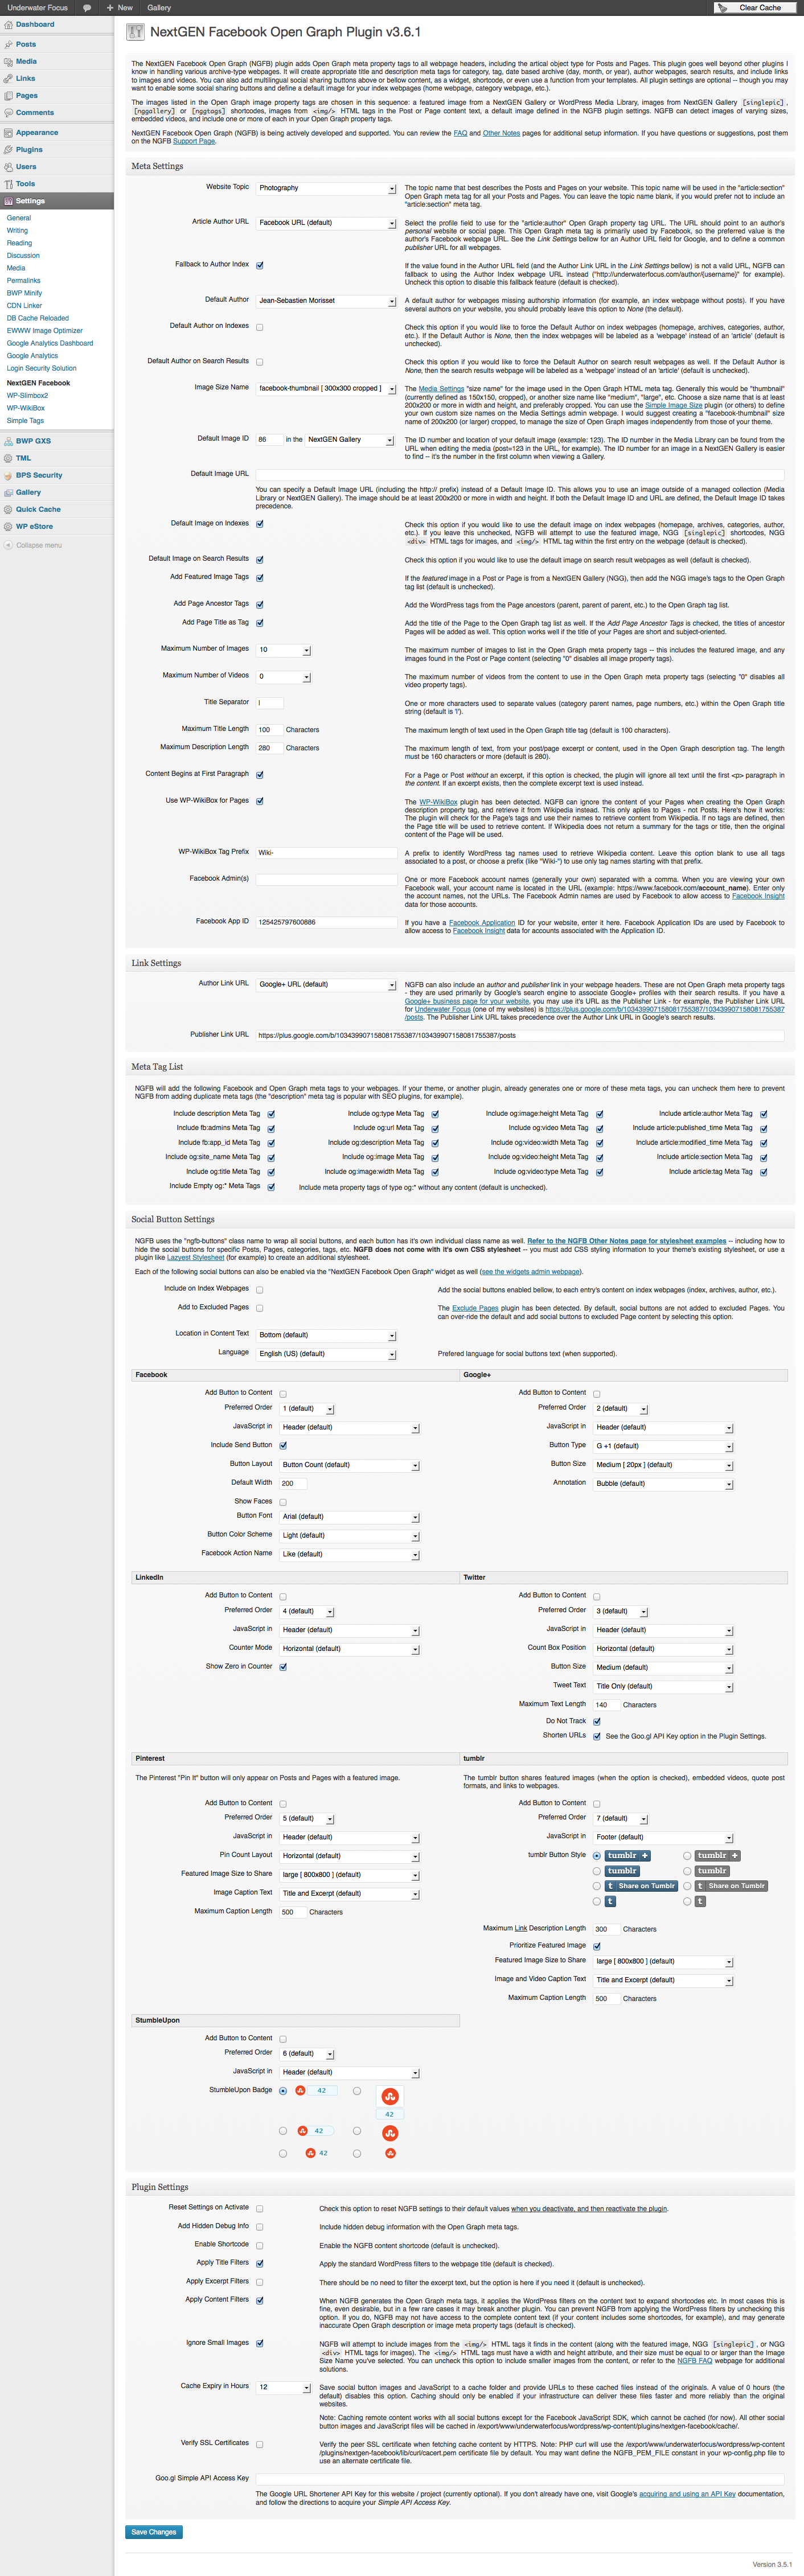 Underwater Focus
+ New
Gallery
Clear Cache
Dashboard
Posts
Media
Links
Pages
Comments
Appearance
Plugins
Users
Tools
Settings
General
Writing
Reading
Discussion
Media
Permalinks
BWP Minify
CDN Linker
DB Cache Reloaded
EWWW Image Optimizer
Google Analytics Dashboard
Google Analytics
Login Security Solution
NextGEN Facebook
WP-Slimbox2
WP-WikiBox
Simple Tags
BWP GXS
TML
BPS Security
Gallery
Quick Cache
WP eStore
Collapse menu
NextGEN Facebook Open Graph Plugin v3.6.1
The NextGEN Facebook Open Graph (NGFB) plugin adds Open Graph meta property tags to all webpage headers, including the artical object type for Posts and Pages. This plugin goes well beyond other plugins I
know in handling various archive-type webpages. It will create appropriate title and description meta tags for category, tag, date based archive (day, month, or year), author webpages, search results, and include links
to images and videos. You can also add multilingual social sharing buttons above or bellow content, as a widget, shortcode, or even use a function from your templates. All plugin settings are optional -- though you may
want to enable some social sharing buttons and define a default image for your index webpages (home webpage, category webpage, etc.).
The images listed in the Open Graph image property tags are chosen in this sequence: a featured image from a NextGEN Gallery or WordPress Media Library, images from NextGEN Gallery [singlepic],
[nggallery] or [nggtags] shortcodes, images from <img/> HTML tags in the Post or Page content text, a default image defined in the NGFB plugin settings. NGFB can detect images of varying sizes,
embedded videos, and include one or more of each in your Open Graph property tags.
NextGEN Facebook Open Graph (NGFB) is being actively developed and supported. You can review the FAQ and Other Notes pages for additional setup information. If you have questions or suggestions, post them
on the NGFB Support Page.
Meta Settings
Website Topic Photography The topic name that best describes the Posts and Pages on your website. This topic name will be used in the "article:section"
Open Graph meta tag for all your Posts and Pages. You can leave the topic name blank, if you would prefer not to include an
"article:section" meta tag.
Article Author URL Facebook URL (default) Select the profile field to use for the "article:author" Open Graph property tag URL. The URL should point to an author's
personal website or social page. This Open Graph meta tag is primarily used by Facebook, so the preferred value is the
author's Facebook webpage URL. See the Link Settings bellow for an Author URL field for Google, and to define a common
publisher URL for all webpages.
Fallback to Author Index If the value found in the Author URL field (and the Author Link URL in the Link Settings bellow) is not a valid URL, NGFB can
fallback to using the Author Index webpage URL instead ("http://underwaterfocus.com/author/{username}" for example).
Uncheck this option to disable this fallback feature (default is checked).
Default Author Jean-Sebastien Morisset A default author for webpages missing authorship information (for example, an index webpage without posts). If you have
several authors on your website, you should probably leave this option to None (the default).
Default Author on Indexes Check this option if you would like to force the Default Author on index webpages (homepage, archives, categories, author,
etc.). If the Default Author is None, then the index webpages will be labeled as a 'webpage' instead of an 'article' (default is
unchecked).
Default Author on Search Results Check this option if you would like to force the Default Author on search result webpages as well. If the Default Author is
None, then the search results webpage will be labeled as a 'webpage' instead of an 'article' (default is unchecked).
Image Size Name facebook-thumbnail [ 300x300 cropped ] The Media Settings "size name" for the image used in the Open Graph HTML meta tag. Generally this would be "thumbnail"
(currently defined as 150x150, cropped), or another size name like "medium", "large", etc. Choose a size name that is at least
200x200 or more in width and height, and preferably cropped. You can use the Simple Image Size plugin (or others) to define
your own custom size names on the Media Settings admin webpage. I would suggest creating a "facebook-thumbnail" size
name of 200x200 (or larger) cropped, to manage the size of Open Graph images independently from those of your theme.
Default Image ID 86 in the NextGEN Gallery The ID number and location of your default image (example: 123). The ID number in the Media Library can be found from the
URL when editing the media (post=123 in the URL, for example). The ID number for an image in a NextGEN Gallery is easier
to find -- it's the number in the first column when viewing a Gallery.
Default Image URL
You can specify a Default Image URL (including the http:// prefix) instead of a Default Image ID. This allows you to use an image outside of a managed collection (Media
Library or NextGEN Gallery). The image should be at least 200x200 or more in width and height. If both the Default Image ID and URL are defined, the Default Image ID takes
precedence.
Default Image on Indexes Check this option if you would like to use the default image on index webpages (homepage, archives, categories, author,
etc.). If you leave this unchecked, NGFB will attempt to use the featured image, NGG [singlepic] shortcodes, NGG
<div> HTML tags for images, and <img/> HTML tag within the first entry on the webpage (default is checked).
Default Image on Search Results Check this option if you would like to use the default image on search result webpages as well (default is checked).
Add Featured Image Tags If the featured image in a Post or Page is from a NextGEN Gallery (NGG), then add the NGG image's tags to the Open Graph
tag list (default is unchecked).
Add Page Ancestor Tags Add the WordPress tags from the Page ancestors (parent, parent of parent, etc.) to the Open Graph tag list.
Add Page Title as Tag Add the title of the Page to the Open Graph tag list as well. If the Add Page Ancestor Tags is checked, the titles of ancestor
Pages will be added as well. This option works well if the title of your Pages are short and subject-oriented.
Maximum Number of Images 10 The maximum number of images to list in the Open Graph meta property tags -- this includes the featured image, and any
images found in the Post or Page content (selecting "0" disables all image property tags).
Maximum Number of Videos 0 The maximum number of videos from the content to use in the Open Graph meta property tags (selecting "0" disables all
video property tags).
Title Separator | One or more characters used to separate values (category parent names, page numbers, etc.) within the Open Graph title
string (default is '|').
Maximum Title Length 100 Characters The maximum length of text used in the Open Graph title tag (default is 100 characters).
Maximum Description Length 280 Characters The maximum length of text, from your post/page excerpt or content, used in the Open Graph description tag. The length
must be 160 characters or more (default is 280).
Content Begins at First Paragraph For a Page or Post without an excerpt, if this option is checked, the plugin will ignore all text until the first <p> paragraph in
the content. If an excerpt exists, then the complete excerpt text is used instead.
Use WP-WikiBox for Pages The WP-WikiBox plugin has been detected. NGFB can ignore the content of your Pages when creating the Open Graph
description property tag, and retrieve it from Wikipedia instead. This only aplies to Pages - not Posts. Here's how it works:
The plugin will check for the Page's tags and use their names to retrieve content from Wikipedia. If no tags are defined, then
the Page title will be used to retrieve content. If Wikipedia does not return a summary for the tags or title, then the original
content of the Page will be used.
WP-WikiBox Tag Prefix Wiki- A prefix to identify WordPress tag names used to retrieve Wikipedia content. Leave this option blank to use all tags
associated to a post, or choose a prefix (like "Wiki-") to use only tag names starting with that prefix.
Facebook Admin(s) One or more Facebook account names (generally your own) separated with a comma. When you are viewing your own
Facebook wall, your account name is located in the URL (example: https://www.facebook.com/account_name). Enter only
the account names, not the URLs. The Facebook Admin names are used by Facebook to allow access to Facebook Insight
data for those accounts.
Facebook App ID 125425797600886 If you have a Facebook Application ID for your website, enter it here. Facebook Application IDs are used by Facebook to
allow access to Facebook Insight data for accounts associated with the Application ID.
Link Settings
Author Link URL Google+ URL (default) NGFB can also include an author and publisher link in your webpage headers. These are not Open Graph meta property tags
- they are used primarily by Google's search engine to associate Google+ profiles with their search results. If you have a
Google+ business page for your website, you may use it's URL as the Publisher Link - for example, the Publisher Link URL
for Underwater Focus (one of my websites) is https://plus.google.com/b/103439907158081755387/103439907158081755387
/posts. The Publisher Link URL takes precedence over the Author Link URL in Google's search results.
Publisher Link URL https://plus.google.com/b/103439907158081755387/103439907158081755387/posts
Meta Tag List
NGFB will add the following Facebook and Open Graph meta tags to your webpages. If your theme, or another plugin, already generates one or more of these meta tags, you can uncheck them here to prevent
NGFB from adding duplicate meta tags (the "description" meta tag is popular with SEO plugins, for example).
Include description Meta Tag Include og:type Meta Tag Include og:image:height Meta Tag Include article:author Meta Tag
Include fb:admins Meta Tag Include og:url Meta Tag Include og:video Meta Tag Include article:published_time Meta Tag
Include fb:app_id Meta Tag Include og:description Meta Tag Include og:video:width Meta Tag Include article:modified_time Meta Tag
Include og:site_name Meta Tag Include og:image Meta Tag Include og:video:height Meta Tag Include article:section Meta Tag
Include og:title Meta Tag Include og:image:width Meta Tag Include og:video:type Meta Tag Include article:tag Meta Tag
Include Empty og:* Meta Tags Include meta property tags of type og:* without any content (default is unchecked).
Social Button Settings
NGFB uses the "ngfb-buttons" class name to wrap all social buttons, and each button has it's own individual class name as well. Refer to the NGFB Other Notes page for stylesheet examples -- including how to
hide the social buttons for specific Posts, Pages, categories, tags, etc. NGFB does not come with it's own CSS stylesheet -- you must add CSS styling information to your theme's existing stylesheet, or use a
plugin like Lazyest Stylesheet (for example) to create an additional stylesheet.
Each of the following social buttons can also be enabled via the "NextGEN Facebook Open Graph" widget as well (see the widgets admin webpage).
Include on Index Webpages Add the social buttons enabled bellow, to each entry's content on index webpages (index, archives, author, etc.).
Add to Excluded Pages The Exclude Pages plugin has been detected. By default, social buttons are not added to excluded Pages. You
can over-ride the default and add social buttons to excluded Page content by selecting this option.
Location in Content Text Bottom (default)
Language English (US) (default) Prefered language for social buttons text (when supported).
Facebook Google+
Add Button to Content Add Button to Content
Preferred Order 1 (default) Preferred Order 2 (default)
JavaScript in Header (default) JavaScript in Header (default)
Include Send Button Button Type G +1 (default)
Button Layout Button Count (default) Button Size Medium [ 20px ] (default)
Default Width 200 Annotation Bubble (default)
Show Faces
Button Font Arial (default)
Button Color Scheme Light (default)
Facebook Action Name Like (default)
LinkedIn Twitter
Add Button to Content Add Button to Content
Preferred Order 4 (default) Preferred Order 3 (default)
JavaScript in Header (default) JavaScript in Header (default)
Counter Mode Horizontal (default) Count Box Position Horizontal (default)
Show Zero in Counter Button Size Medium (default)
Tweet Text Title Only (default)
Maximum Text Length 140 Characters
Do Not Track
Shorten URLs See the Goo.gl API Key option in the Plugin Settings.
Pinterest tumblr
The Pinterest "Pin It" button will only appear on Posts and Pages with a featured image. The tumblr button shares featured images (when the option is checked), embedded videos, quote post
formats, and links to webpages.
Add Button to Content Add Button to Content
Preferred Order 5 (default) Preferred Order 7 (default)
JavaScript in Header (default) JavaScript in Footer (default)
Pin Count Layout Horizontal (default) tumblr Button Style tumblr + tumblr +
Featured Image Size to Share large [ 800x800 ] (default) tumblr tumblr
Image Caption Text Title and Excerpt (default) t Share on Tumblr t Share on Tumblr
Maximum Caption Length 500 Characters t t
Maximum Link Description Length 300 Characters
Prioritize Featured Image
Featured Image Size to Share large [ 800x800 ] (default)
Image and Video Caption Text Title and Excerpt (default)
Maximum Caption Length 500 Characters
StumbleUpon
Add Button to Content
Preferred Order 6 (default)
JavaScript in Header (default)
StumbleUpon Badge 42
42
42
42
Plugin Settings
Reset Settings on Activate Check this option to reset NGFB settings to their default values when you deactivate, and then reactivate the plugin.
Add Hidden Debug Info Include hidden debug information with the Open Graph meta tags.
Enable Shortcode Enable the NGFB content shortcode (default is unchecked).
Apply Title Filters Apply the standard WordPress filters to the webpage title (default is checked).
Apply Excerpt Filters There should be no need to filter the excerpt text, but the option is here if you need it (default is unchecked).
Apply Content Filters When NGFB generates the Open Graph meta tags, it applies the WordPress filters on the content text to expand shortcodes etc. In most cases this is
fine, even desirable, but in a few rare cases it may break another plugin. You can prevent NGFB from applying the WordPress filters by unchecking this
option. If you do, NGFB may not have access to the complete content text (if your content includes some shortcodes, for example), and may generate
inaccurate Open Graph description or image meta property tags (default is checked).
Ignore Small Images NGFB will attempt to include images from the <img/> HTML tags it finds in the content (along with the featured image, NGG [singlepic], or NGG
<div> HTML tags for images). The <img/> HTML tags must have a width and height attribute, and their size must be equal to or larger than the Image
Size Name you've selected. You can uncheck this option to include smaller images from the content, or refer to the NGFB FAQ webpage for additional
solutions.
Cache Expiry in Hours 12 Save social button images and JavaScript to a cache folder and provide URLs to these cached files instead of the originals. A value of 0 hours (the
default) disables this option. Caching should only be enabled if your infrastructure can deliver these files faster and more reliably than the original
websites.
Note: Caching remote content works with all social buttons except for the Facebook JavaScript SDK, which cannot be cached (for now). All other social
button images and JavaScript files will be cached in /export/www/underwaterfocus/wordpress/wp-content/plugins/nextgen-facebook/cache/.
Verify SSL Certificates Verify the peer SSL certificate when fetching cache content by HTTPS. Note: PHP curl will use the /export/www/underwaterfocus/wordpress/wp-content
/plugins/nextgen-facebook/lib/curl/cacert.pem certificate file by default. You may want define the NGFB_PEM_FILE constant in your wp-config.php file to
use an alternate certificate file.
Goo.gl Simple API Access Key
The Google URL Shortener API Key for this website / project (currently optional). If you don't already have one, visit Google's acquiring and using an API Key documentation,
and follow the directions to acquire your Simple API Access Key.
Save Changes
Version 3.5.1